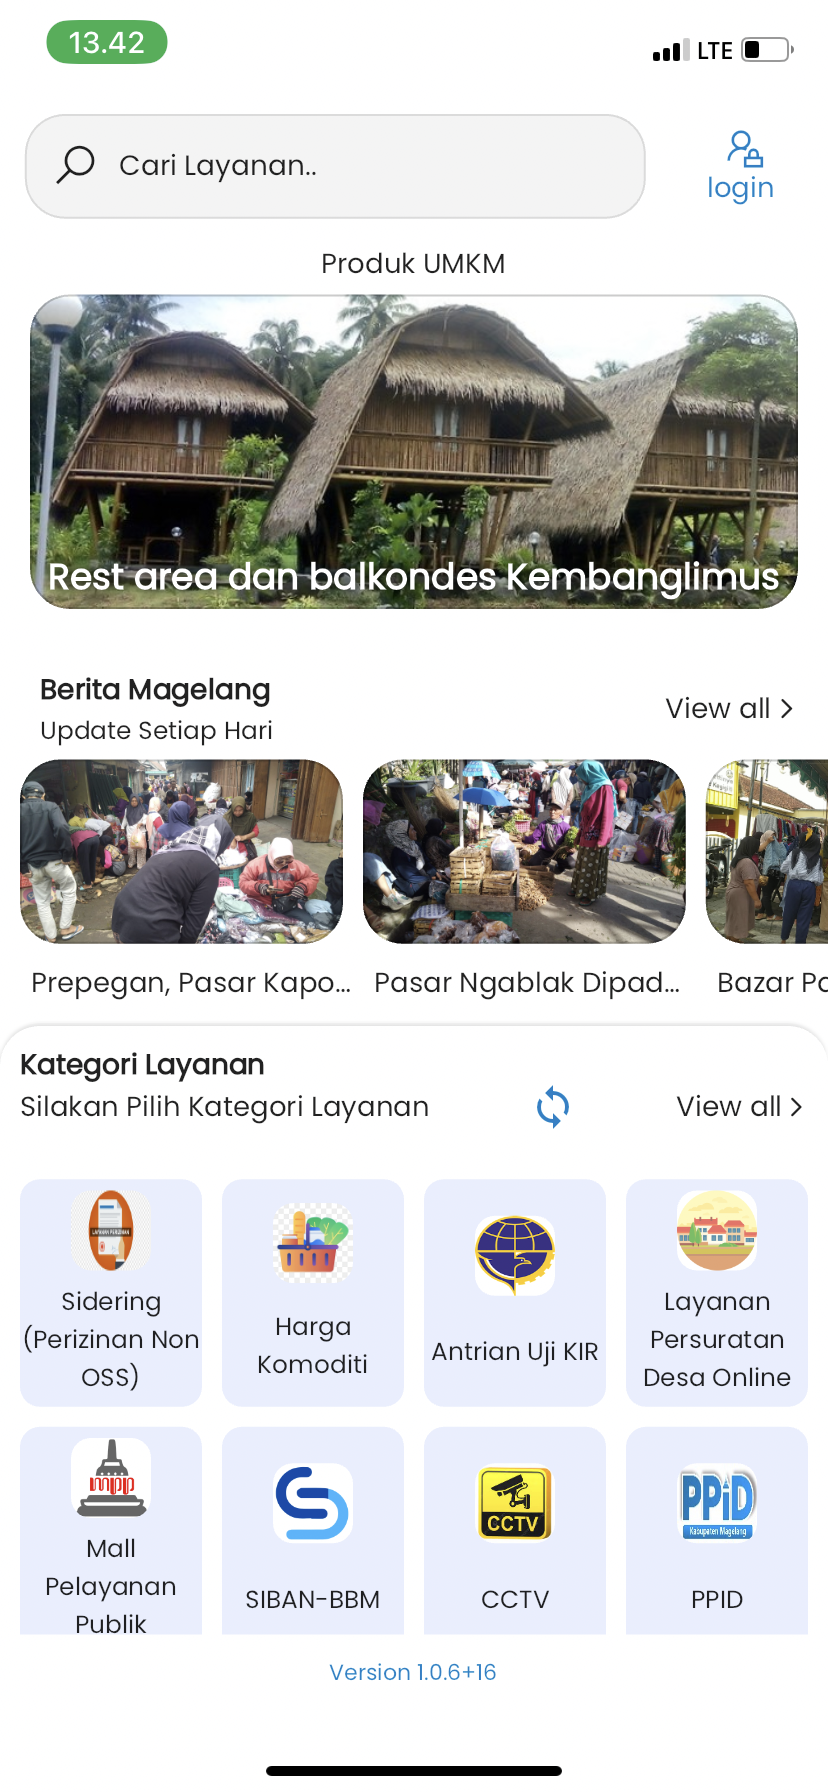 13.42
LTE
Cari Layanan..
login
Produk UMKM
Rest area dan balkondes Kembanglimus
Berita Magelang
Update Setiap Hari
View all
Prepegan, Pasar Kapo...
Pasar Ngablak Dipad...
Bazar Pa
Kategori Layanan
Silakan Pilih Kategori Layanan
View all
LAYANAN PERIZINAN
Sidering
(Perizinan Non
OSS)
Harga
Komoditi
Antrian Uji KIR
Layanan
Persuratan
Desa Online
mpp
Mall
Pelayanan
Publik
SIBAN-BBM
CCTV
CCTV
PPiD
Kabupaten Magelang
PPID
Version 1.0.6+16